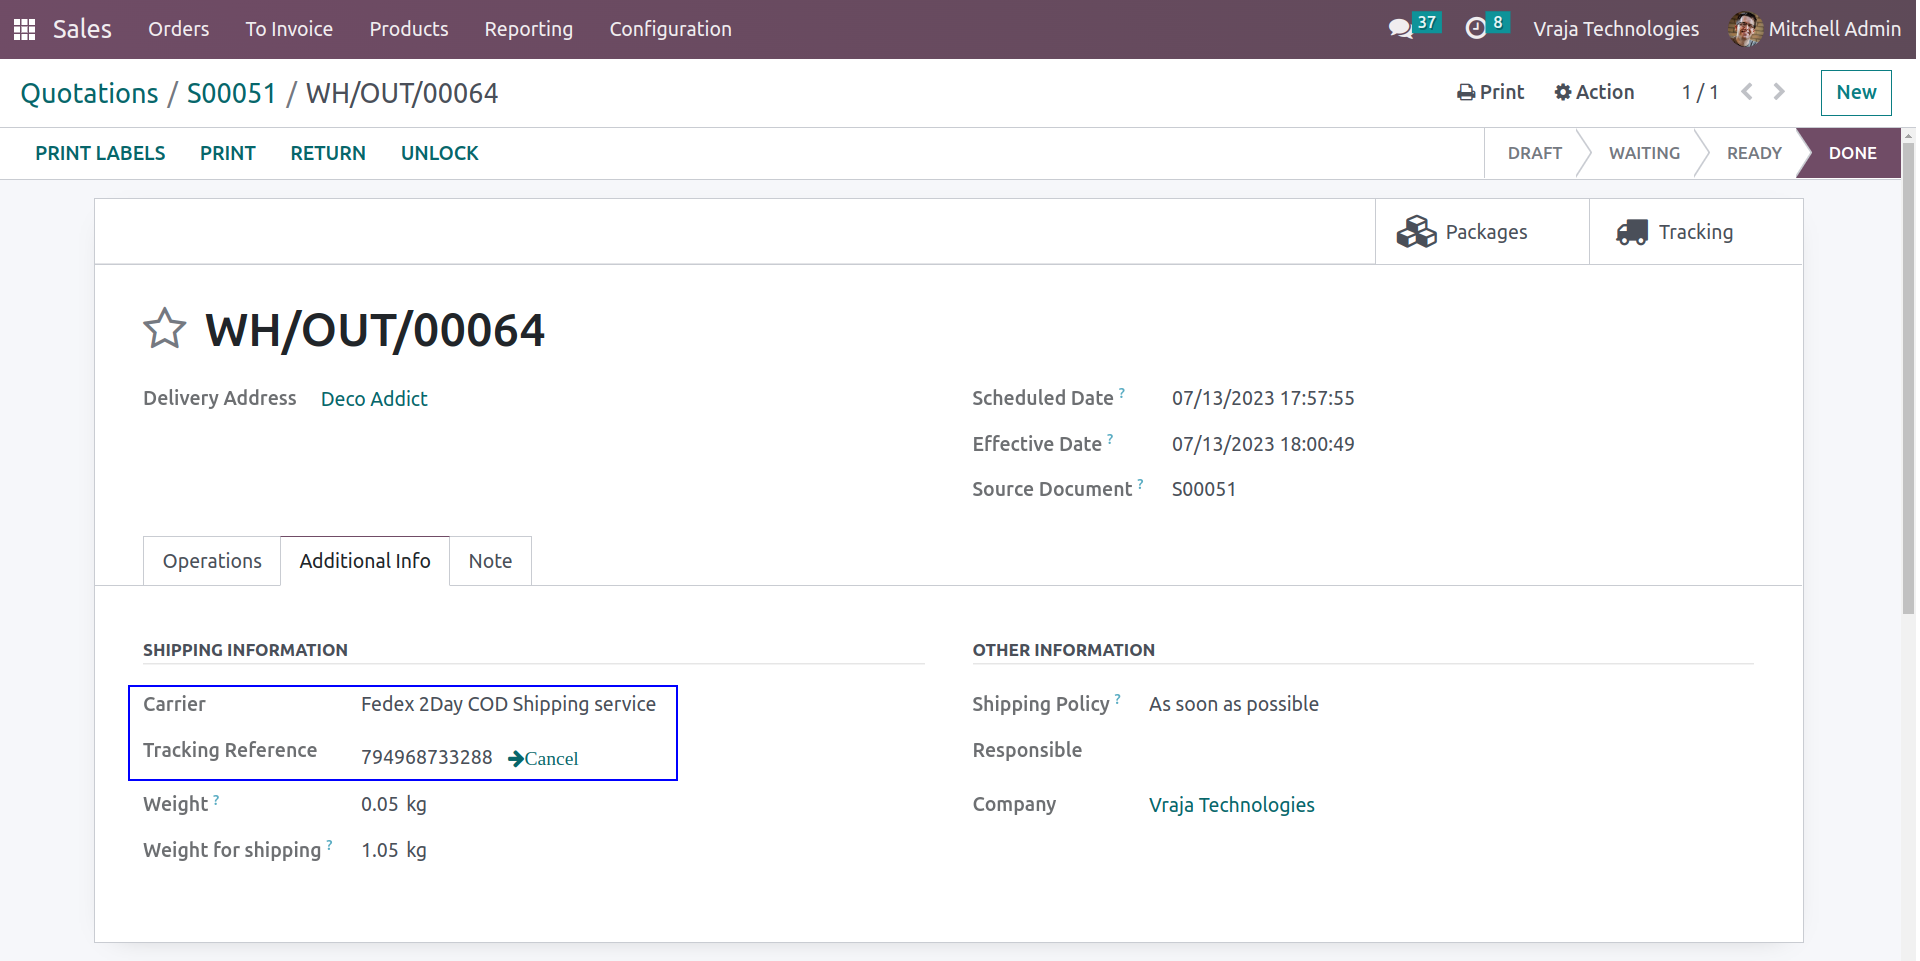 Sales Orders To Invoice Products Reporting Configuration 37 8 Vraja Technologies Mitchell Admin
Quotations / S00051 / WH/OUT/00064 Print Action 1 / 1 New
PRINT LABELS PRINT RETURN UNLOCK DRAFT WAITING READY DONE
Packages Tracking
WH/OUT/00064
Delivery Address Deco Addict Scheduled Date ? 07/13/2023 17:57:55
Effective Date ? 07/13/2023 18:00:49
Source Document ? S00051
Operations Additional Info Note
SHIPPING INFORMATION OTHER INFORMATION
Carrier Fedex 2Day COD Shipping service Shipping Policy ? As soon as possible
Tracking Reference 794968733288 Cancel Responsible
Weight ? 0.05 kg Company Vraja Technologies
Weight for shipping ? 1.05 kg